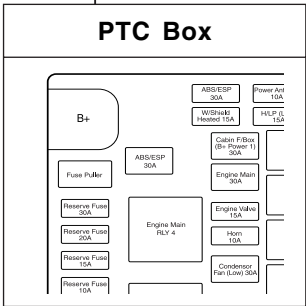 PTC Box
B+
ABS/ESP
30A
Power Ant
10A
W/Shield
Heated 15A
H/LP (L
15A
Cabin F/Box
(B+ Power 1)
30A
ABS/ESP
30A
Fuse Puller
Engine Main
30A
Reserve Fuse
30A
Engine Main
RLY 4
Engine Valve
15A
Reserve Fuse
20A
Horn
10A
Reserve Fuse
15A
Condensor
Fan (Low) 30A
Reserve Fuse
10A